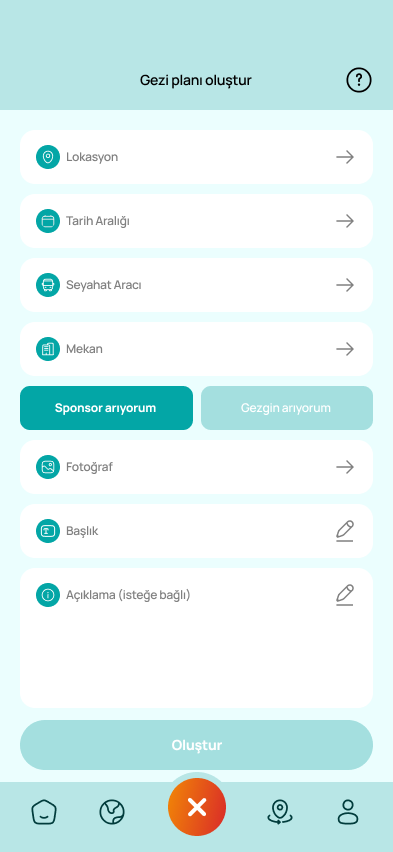 Gezi planı oluştur
Lokasyon
Tarih Aralığı
Seyahat Aracı
Mekan
Sponsor arıyorum
Gezgin arıyorum
Fotoğraf
Başlık
Açıklama (isteğe bağlı)
Oluştur